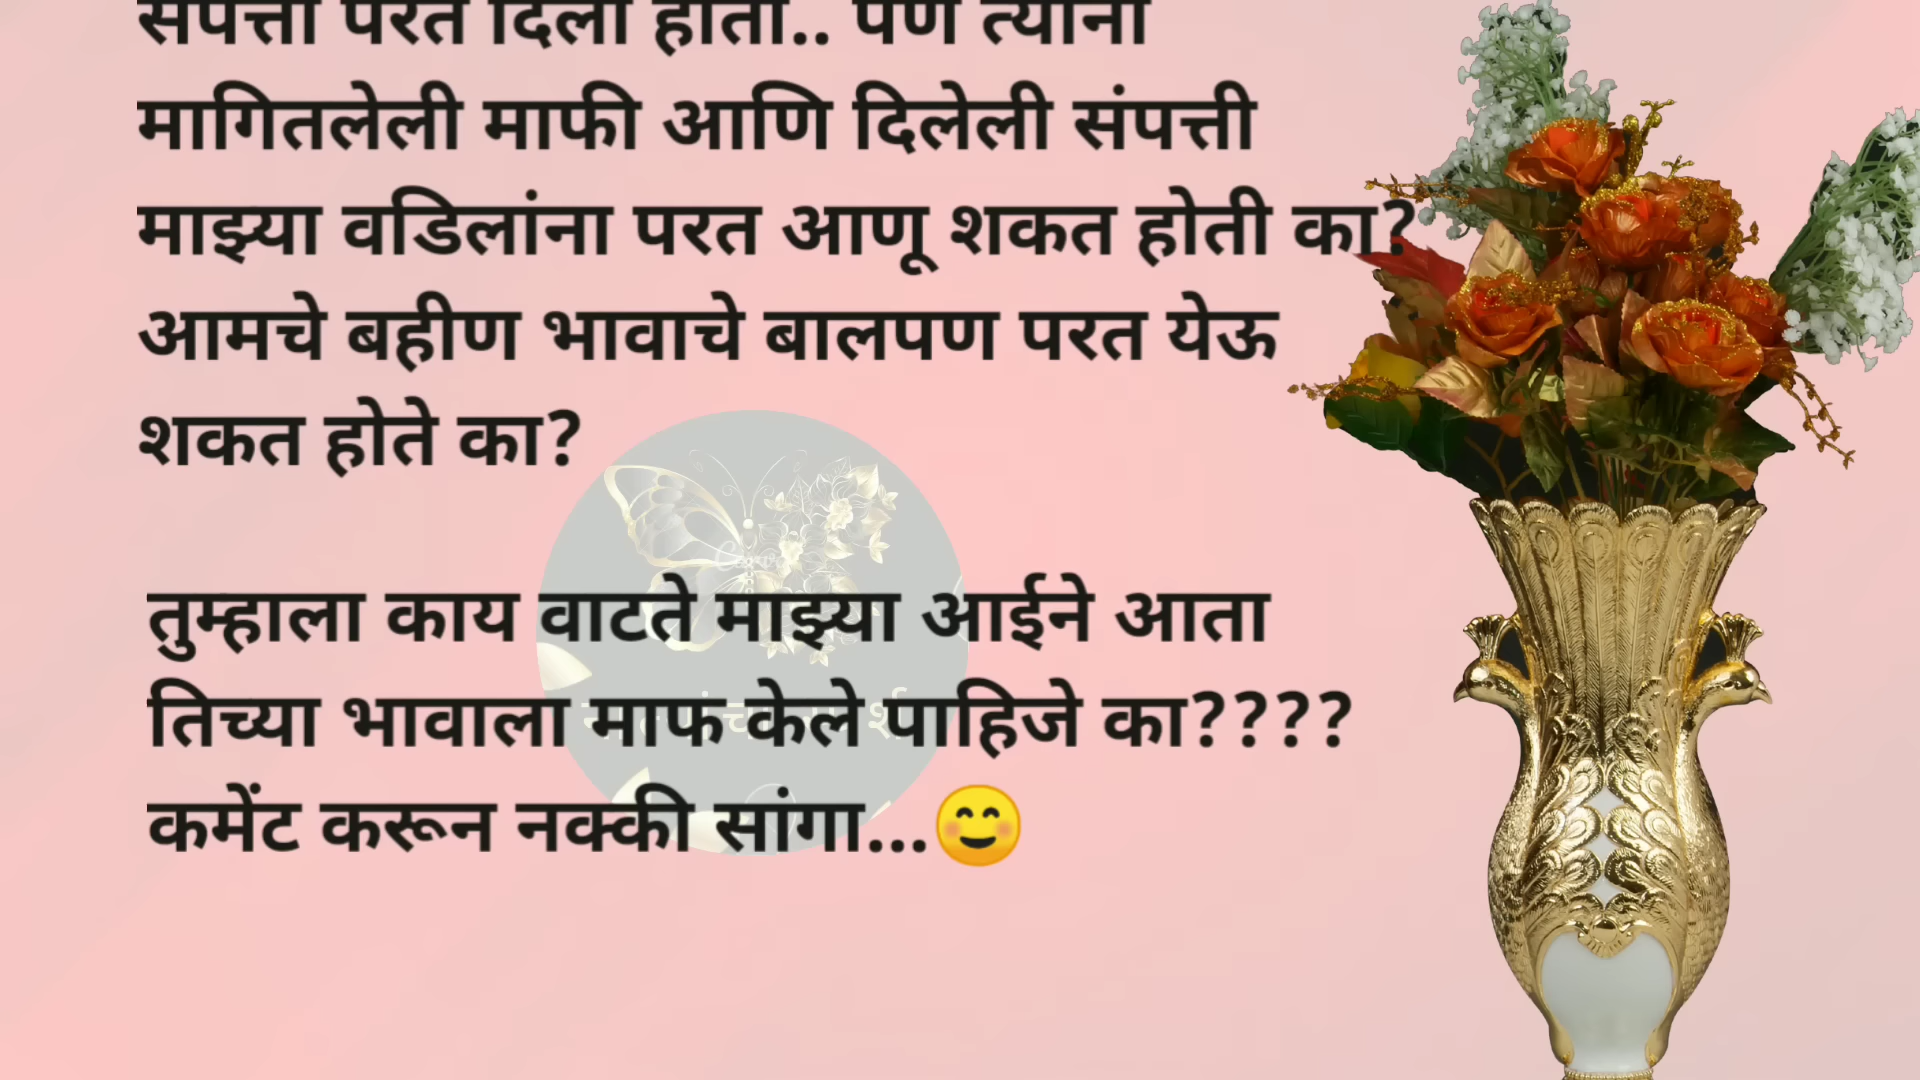 संपत्ती परत दिली होती.. पण त्यांनी
मागितलेली माफी आणि दिलेली संपत्ती
माझ्या वडिलांना परत आणू शकत होती का?
आमचे बहीण भावाचे बालपण परत येऊ
शकत होते का?
तुम्हाला काय वाटते माझ्या आईने आता
तिच्या भावाला माफ केले पाहिजे का????
कमेंट करून नक्की सांगा...😊